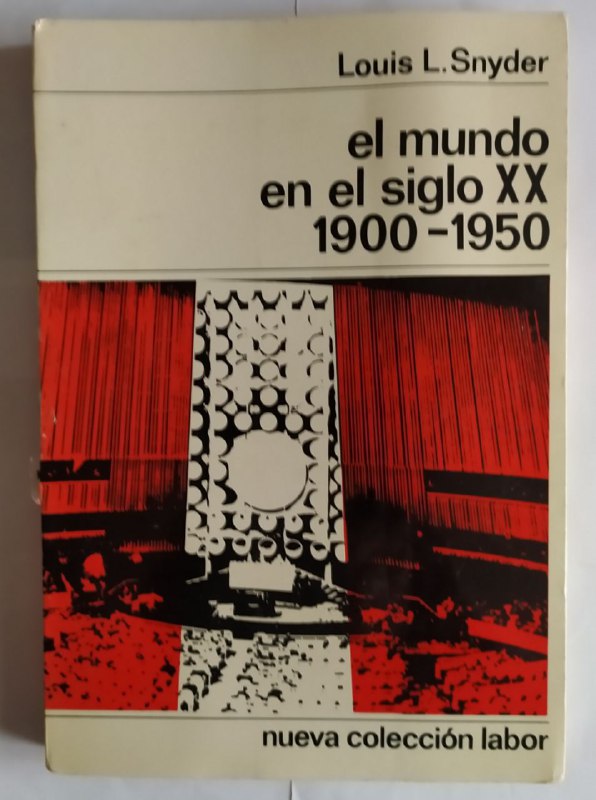 Louis L. Snyder
el mundo
en el siglo XX
1900-1950
nueva colección labor